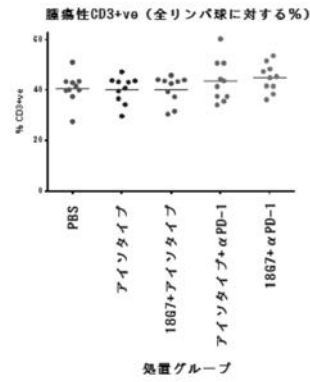 腫瘍性CD3+ve（全リンパ球に対する%）
60
40
20
0
% CD3+ve
PBS
アイソタイプ
18G7+アイソタイプ
アイソタイプ+αPD-1
18G7+αPD-1
処置グループ